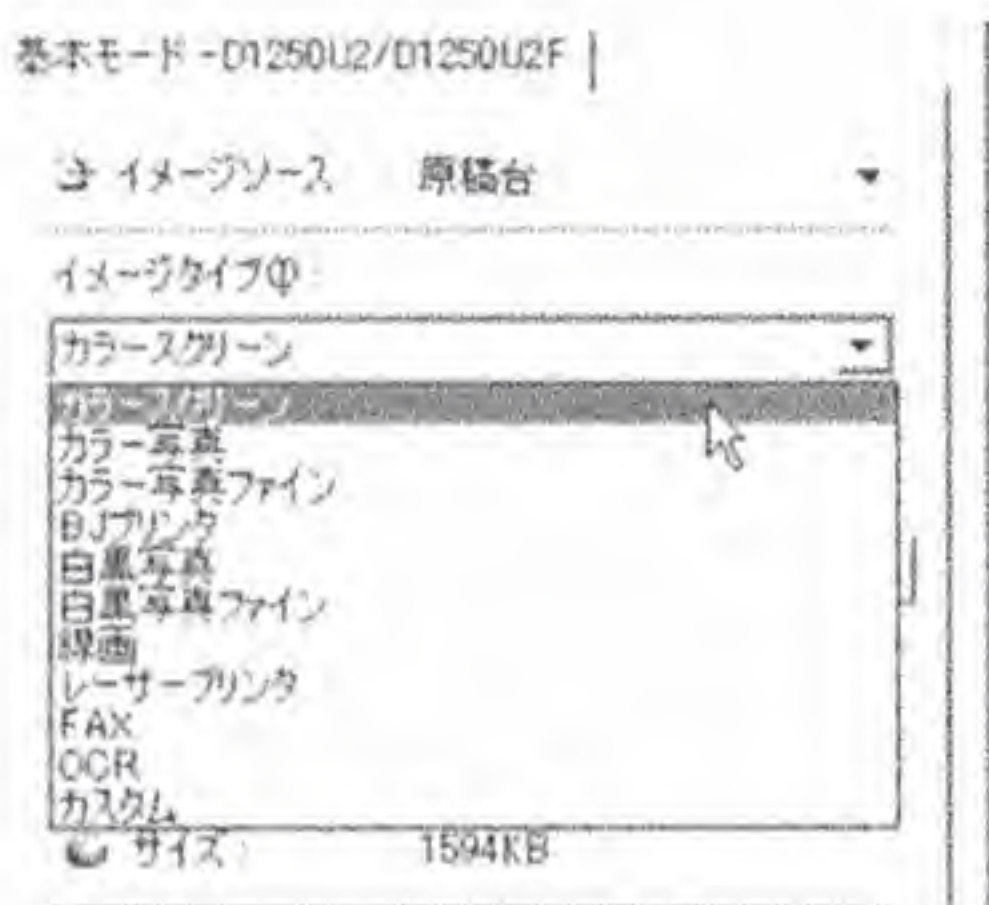 基本モード - D1250U2/D1250U2F
イメージソース 原稿台
イメージタイプ(I)
カラースクリーン
カラースクリーン
カラー写真
カラー写真ファイン
BJプリンタ
白黒写真
白黒写真ファイン
線画
レーザープリンタ
FAX
OCR
カスタム
サイズ 1594KB